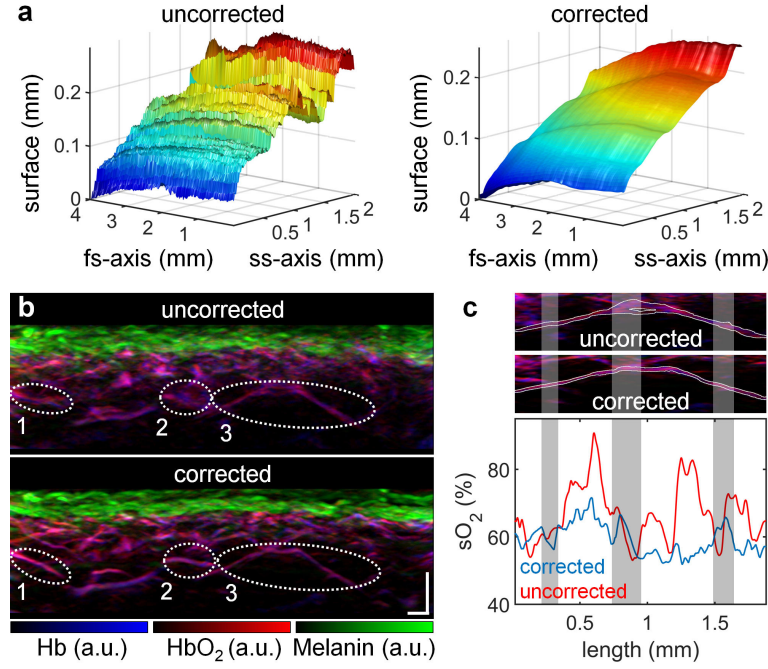 a
uncorrected
corrected
surface (mm)
0.2
0.1
0
4
3
2
1
0.5
1
1.5
2
fs-axis (mm)
ss-axis (mm)
surface (mm)
0.2
0.1
0
4
3
2
1
0.5
1
1.5
2
fs-axis (mm)
ss-axis (mm)
b
uncorrected
1
2
3
corrected
1
2
3
Hb (a.u.)
HbO₂ (a.u.)
Melanin (a.u.)
c
uncorrected
corrected
sO₂ (%)
80
60
40
corrected
uncorrected
0.5
1
1.5
length (mm)